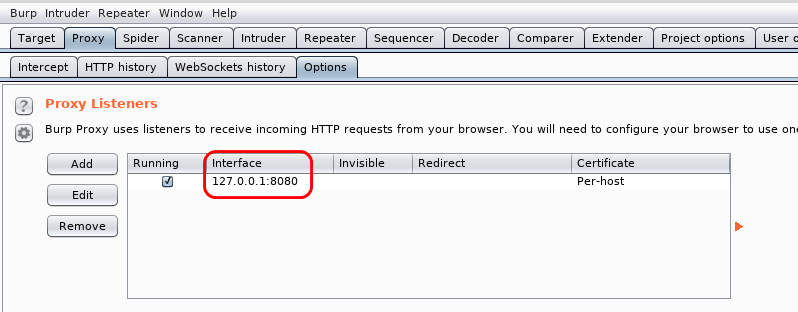 Burp Intruder Repeater Window Help
Target Proxy Spider Scanner Intruder Repeater Sequencer Decoder Comparer Extender Project options User o
Intercept HTTP history WebSockets history Options
? Proxy Listeners
Burp Proxy uses listeners to receive incoming HTTP requests from your browser. You will need to configure your browser to use one
Add Running Interface Invisible Redirect Certificate
127.0.0.1:8080 Per-host
Edit
Remove